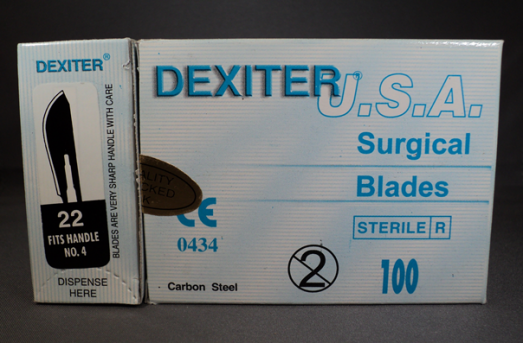 DEXITER®
22
FITS HANDLE
NO. 4
BLADES ARE VERY SHARP HANDLE WITH CARE
DISPENSE
HERE
DEXITER®
U.S.A.
Surgical
Blades
STERILE R
CE
0434
2
100
Carbon Steel